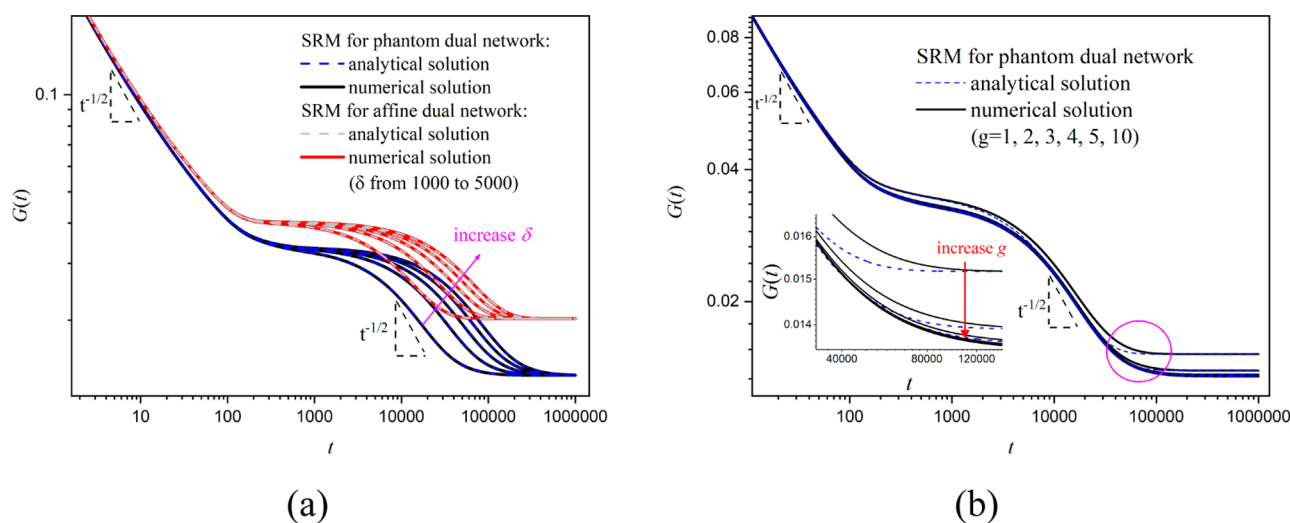 SRM for phantom dual network:
analytical solution
numerical solution
SRM for affine dual network:
analytical solution
numerical solution
(δ from 1000 to 5000)
0.1
t-1/2
G(t)
increase δ
t-1/2
10 100 1000 10000 100000 1000000
t
(a)
0.08
0.06
0.04
0.02
SRM for phantom dual network
analytical solution
numerical solution
(g=1, 2, 3, 4, 5, 10)
t-1/2
G(t)
0.016
0.015
0.014
increase g
G(t)
40000 80000 120000
t
t-1/2
100 1000 10000 100000 1000000
t
(b)